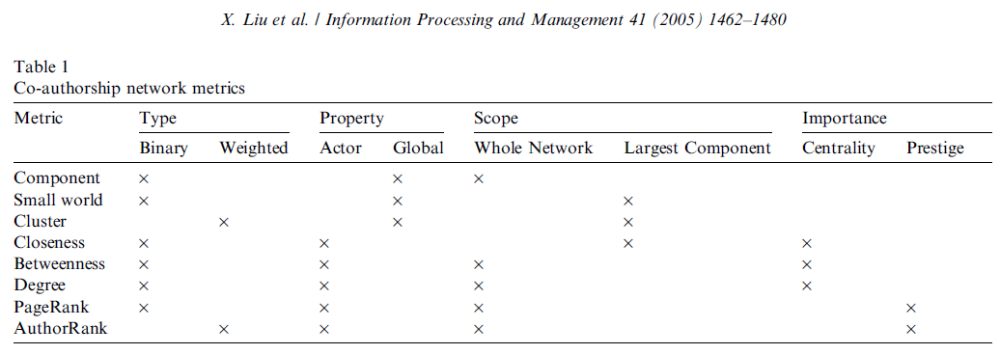 X. Liu et al. / Information Processing and Management 41 (2005) 1462–1480
Table 1
Co-authorship network metrics
Metric Type Property Scope Importance
Binary Weighted Actor Global Whole Network Largest Component Centrality Prestige
Component × × ×
Small world × × ×
Cluster × × ×
Closeness × × × ×
Betweenness × × × ×
Degree × × × ×
PageRank × × × ×
AuthorRank × × × ×